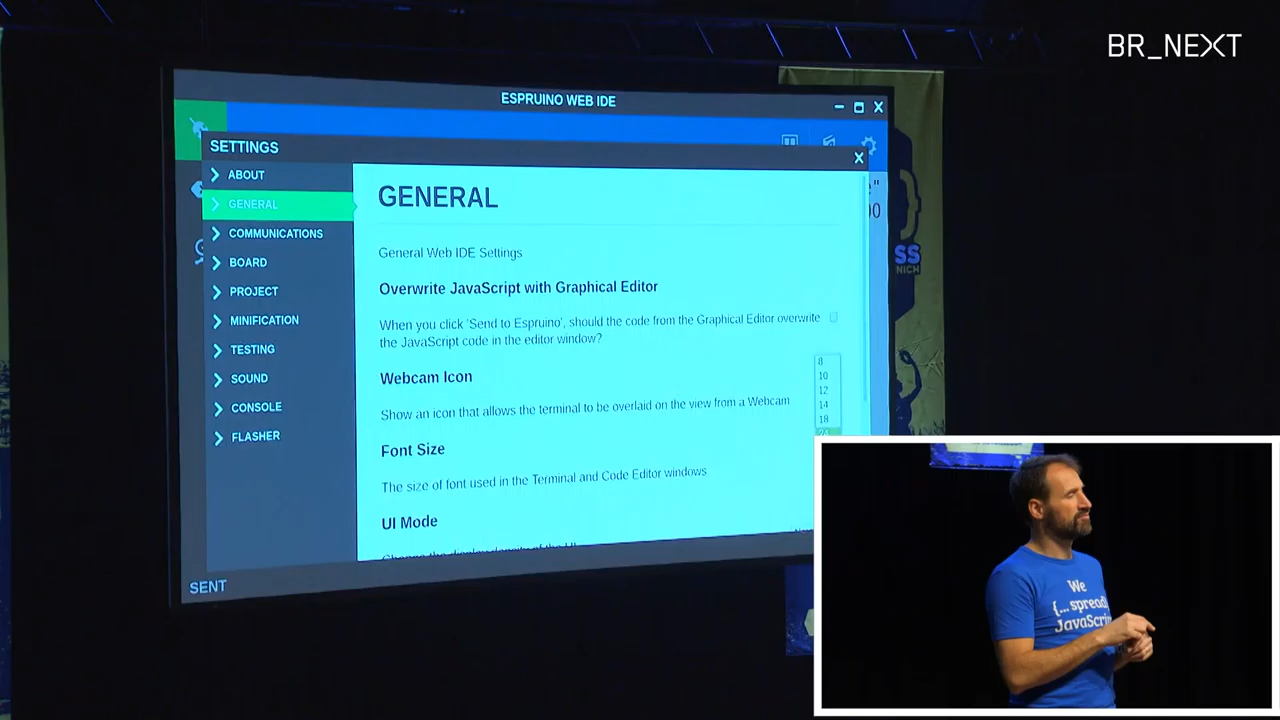 BR_NEXT
ESPRUINO WEB IDE
SETTINGS
ABOUT
GENERAL
COMMUNICATIONS
BOARD
PROJECT
MINIFICATION
TESTING
SOUND
CONSOLE
FLASHER
GENERAL
General Web IDE Settings
Overwrite JavaScript with Graphical Editor
When you click 'Send to Espruino', should the code from the Graphical Editor overwrite
the JavaScript code in the editor window?
Webcam Icon
Show an icon that allows the terminal to be overlaid on the view from a Webcam
Font Size
The size of font used in the Terminal and Code Editor windows
UI Mode
8
10
12
14
18
SENT
We
{...spread}